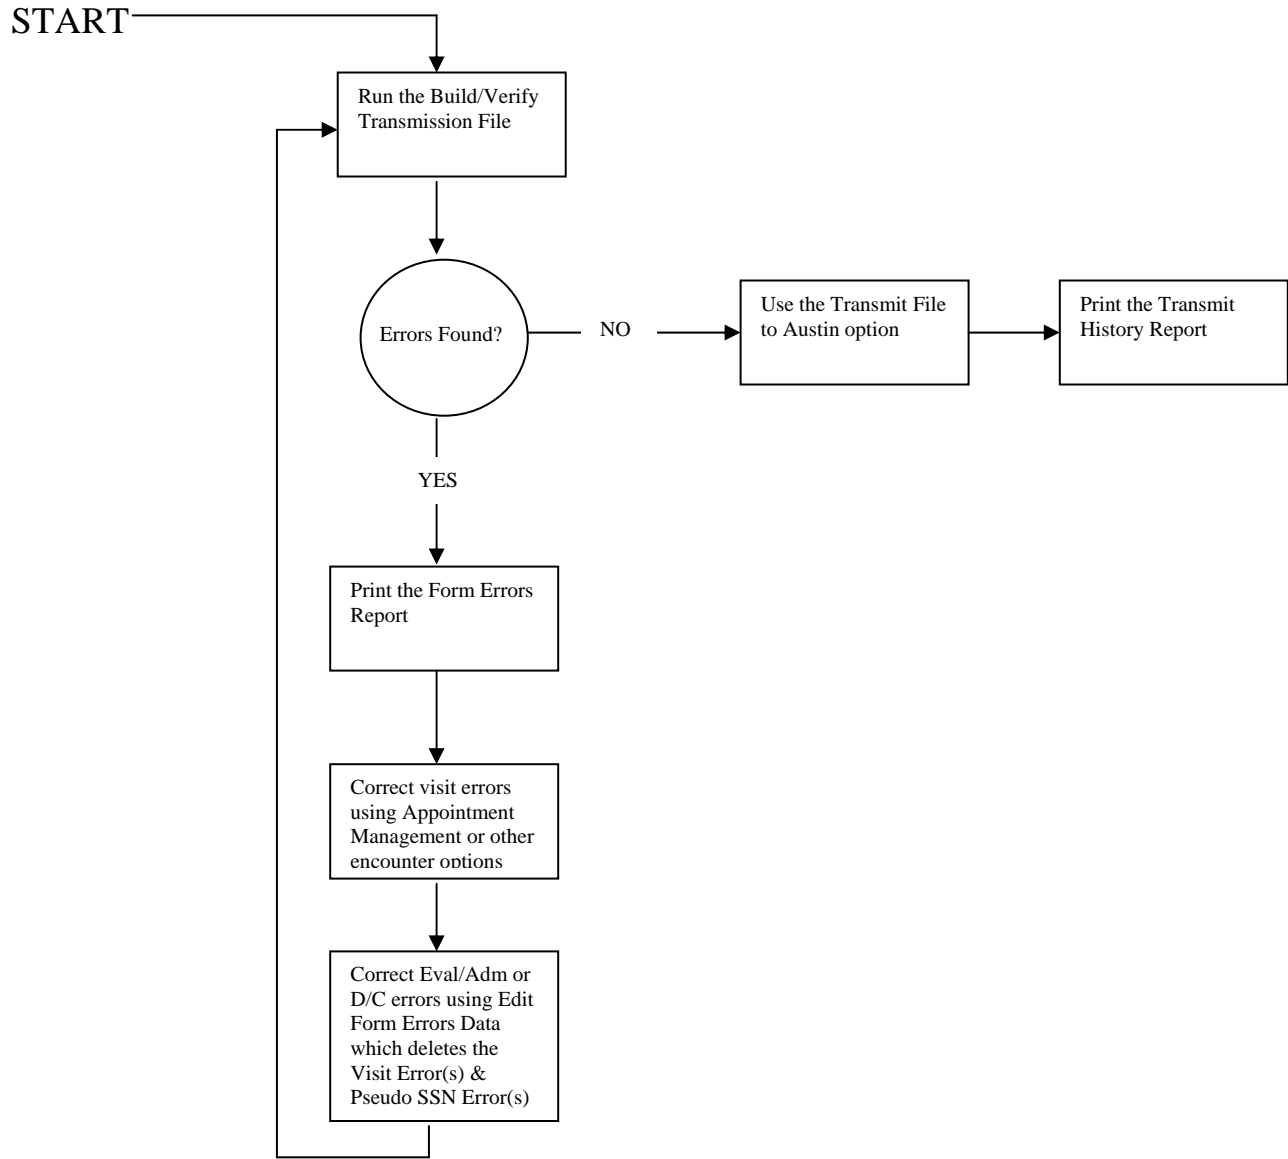 START
Run the Build/Verify
Transmission File
Errors Found?
NO
Use the Transmit File
to Austin option
Print the Transmit
History Report
YES
Print the Form Errors
Report
Correct visit errors
using Appointment
Management or other
encounter options
Correct Eval/Adm or
D/C errors using Edit
Form Errors Data
which deletes the
Visit Error(s) &
Pseudo SSN Error(s)